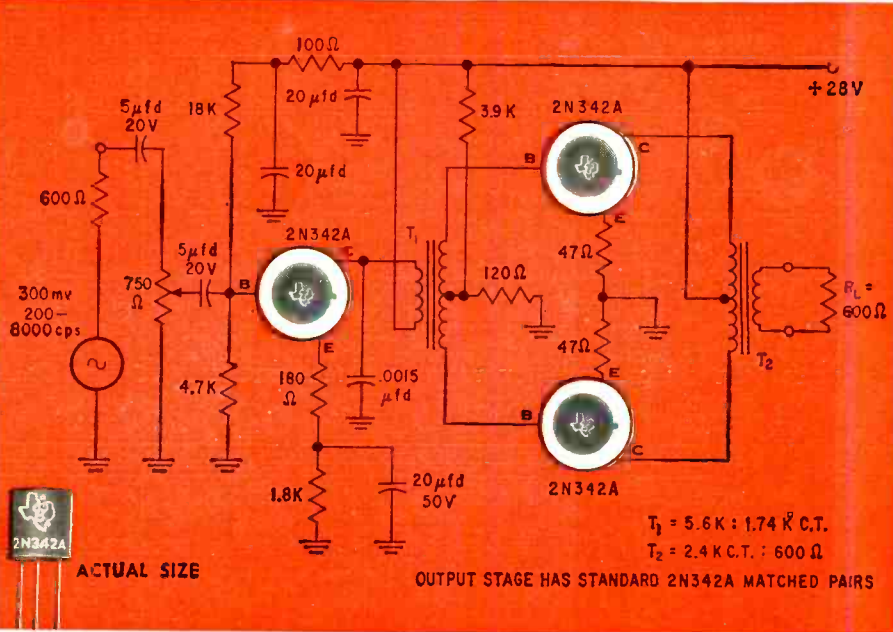 100Ω
+28V
5μfd
20V
18K
20μfd
3.9K
2N342A
C
B
20μfd
600Ω
2N342A
T1
E
5μfd
20V
C
47Ω
750
Ω
B
120Ω
RL =
600Ω
300mv
200-
8000cps
47Ω
T2
E
E
4.7K
180
Ω
.0015
μfd
B
C
1.8K
20μfd
50V
2N342A
T1 = 5.6K : 1.74 K C.T.
T2 = 2.4K C.T. : 600Ω
2N342A
ACTUAL SIZE
OUTPUT STAGE HAS STANDARD 2N342A MATCHED PAIRS